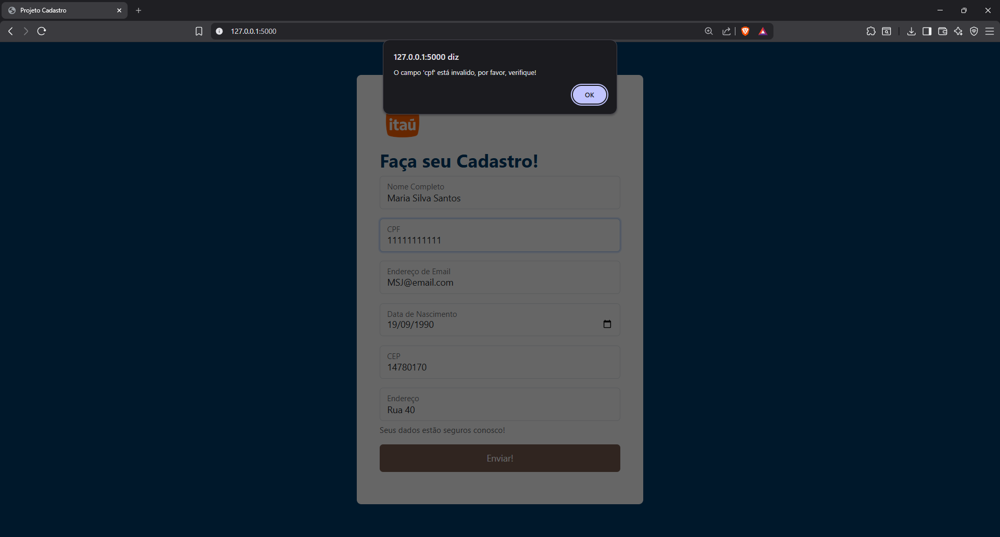 Projeto Cadastro
127.0.0.1:5000
127.0.0.1:5000 diz
O campo 'cpf' está invalido, por favor, verifique!
OK
itaú
Faça seu Cadastro!
Nome Completo
Maria Silva Santos
CPF
11111111111
Endereço de Email
MSJ@email.com
Data de Nascimento
19/09/1990
CEP
14780170
Endereço
Rua 40
Seus dados estão seguros conosco!
Enviar!